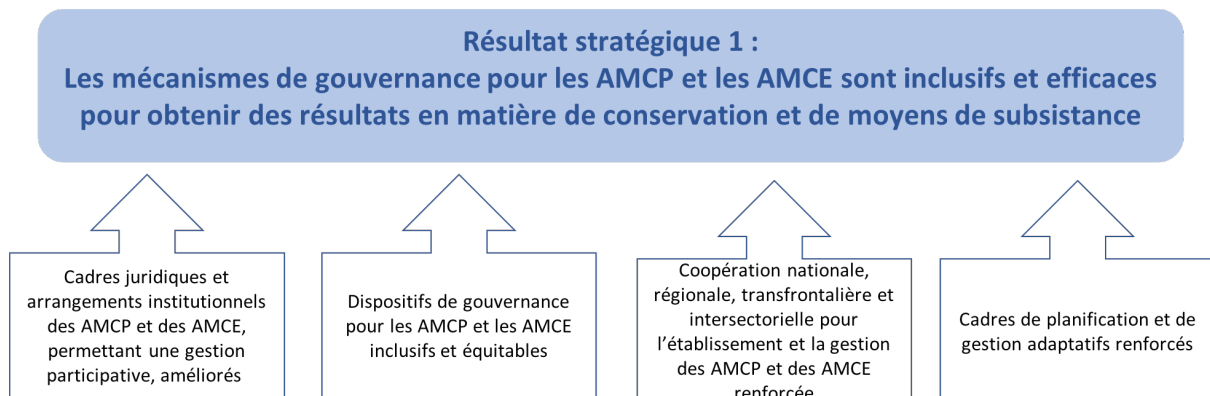 Résultat stratégique 1 :
Les mécanismes de gouvernance pour les AMCP et les AMCE sont inclusifs et efficaces
pour obtenir des résultats en matière de conservation et de moyens de subsistance
Cadres juridiques et
arrangements institutionnels
des AMCP et des AMCE,
permettant une gestion
participative, améliorés
Dispositifs de gouvernance
pour les AMCP et les AMCE
inclusifs et équitables
Coopération nationale,
régionale, transfrontalière et
intersectorielle pour
l’établissement et la gestion
des AMCP et des AMCE
renforcée
Cadres de planification et de
gestion adaptatifs renforcés